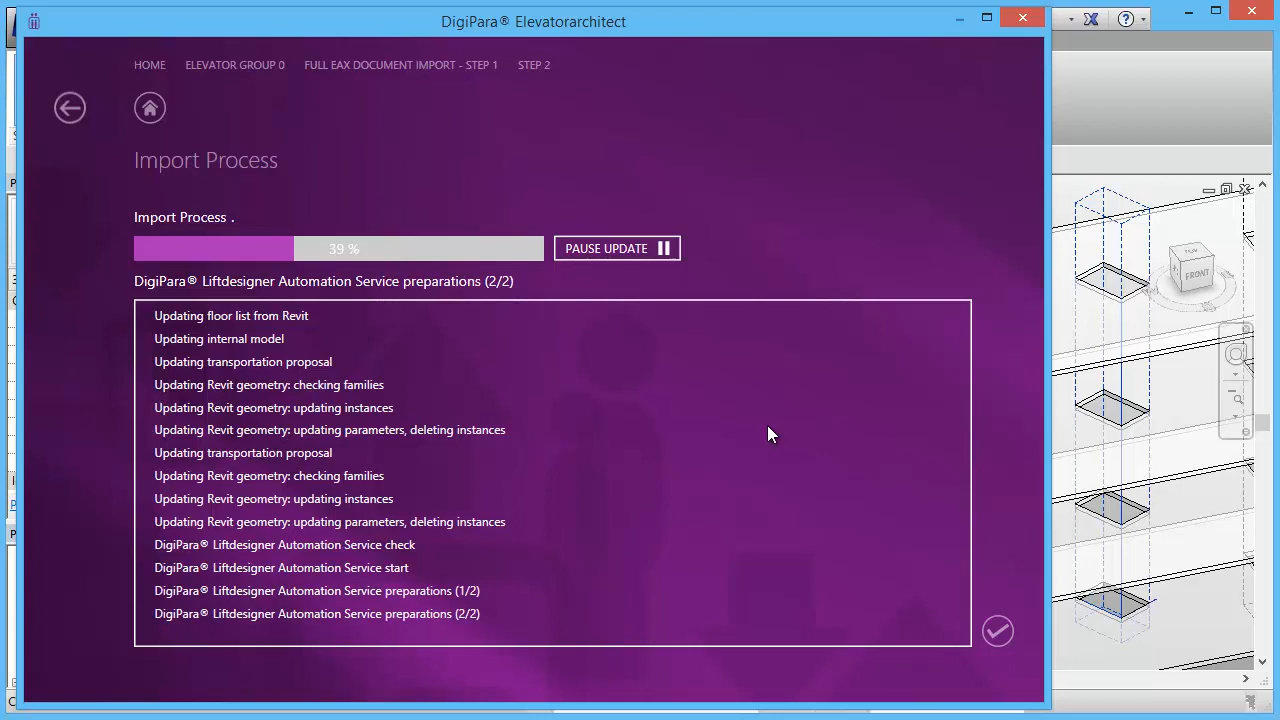 DigiPara® Elevatorarchitect
HOME ELEVATOR GROUP 0 FULL EAX DOCUMENT IMPORT - STEP 1 STEP 2
Import Process
Import Process .
39 %
PAUSE UPDATE
DigiPara® Liftdesigner Automation Service preparations (2/2)
Updating floor list from Revit
Updating internal model
Updating transportation proposal
Updating Revit geometry: checking families
Updating Revit geometry: updating instances
Updating Revit geometry: updating parameters, deleting instances
Updating transportation proposal
Updating Revit geometry: checking families
Updating Revit geometry: updating instances
Updating Revit geometry: updating parameters, deleting instances
DigiPara® Liftdesigner Automation Service check
DigiPara® Liftdesigner Automation Service start
DigiPara® Liftdesigner Automation Service preparations (1/2)
DigiPara® Liftdesigner Automation Service preparations (2/2)
FRONT